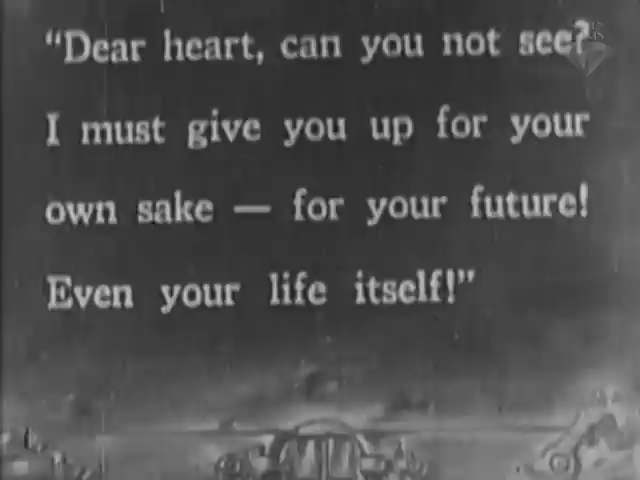 "Dear heart, can you not see?
I must give you up for your
own sake — for your future!
Even your life itself!"